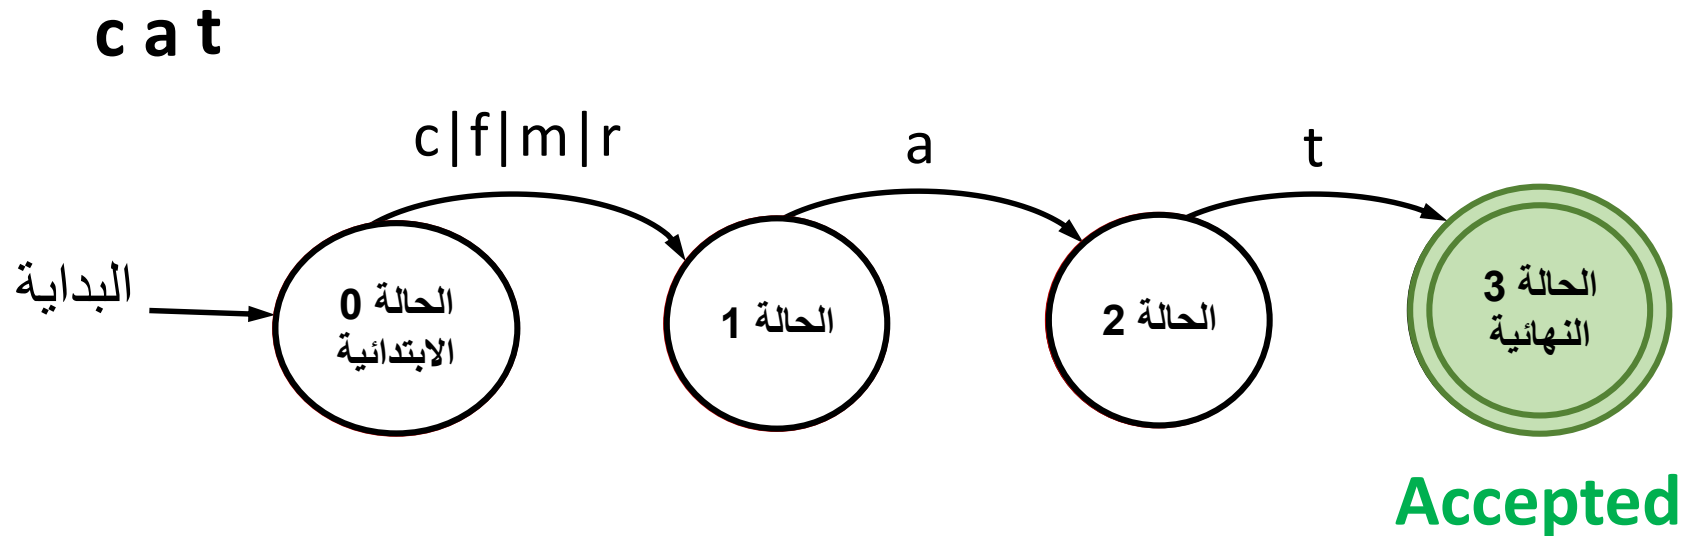 c a t
c|f|m|r
a
t
البداية
الحالة 0
الابتدائية
الحالة 1
الحالة 2
الحالة 3
النهائية
Accepted